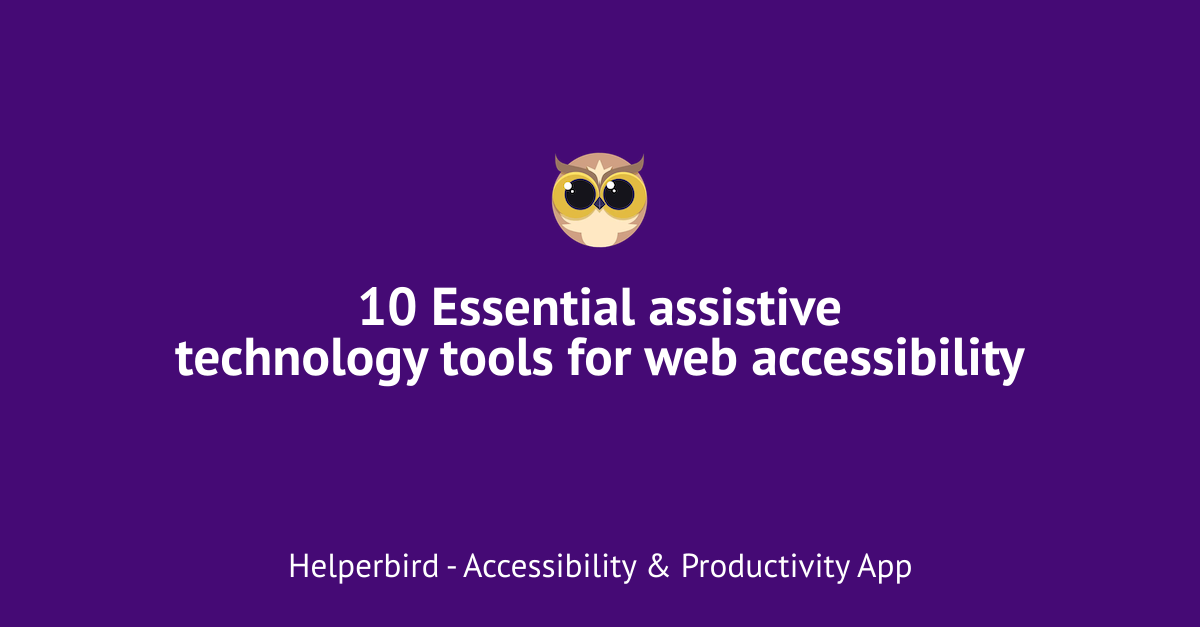 10 Essential assistive
technology tools for web accessibility
Helperbird - Accessibility & Productivity App